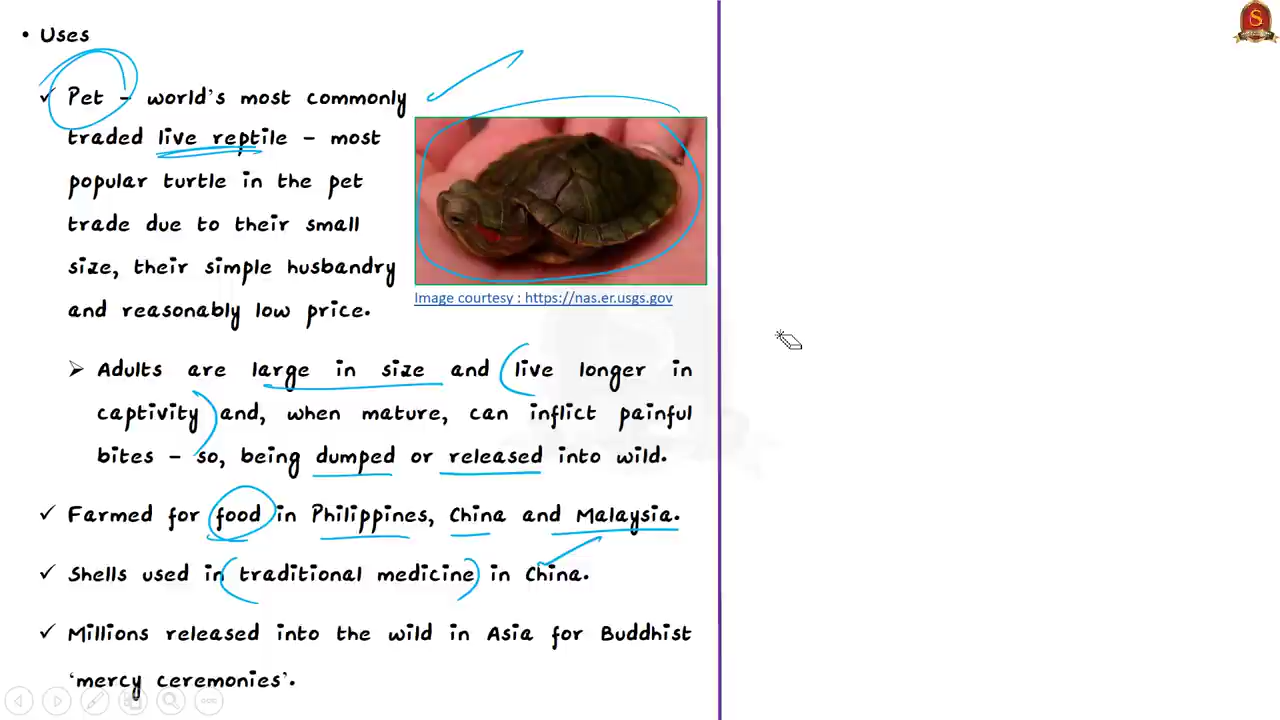 • Uses
✓ Pet – world's most commonly
traded live reptile – most
popular turtle in the pet
trade due to their small
size, their simple husbandry
and reasonably low price.
Image courtesy : https://nas.er.usgs.gov
➢ Adults are large in size and live longer in
captivity and, when mature, can inflict painful
bites – so, being dumped or released into wild.
✓ Farmed for food in Philippines, China and Malaysia.
✓ Shells used in traditional medicine in China.
✓ Millions released into the wild in Asia for Buddhist
‘mercy ceremonies’.
S